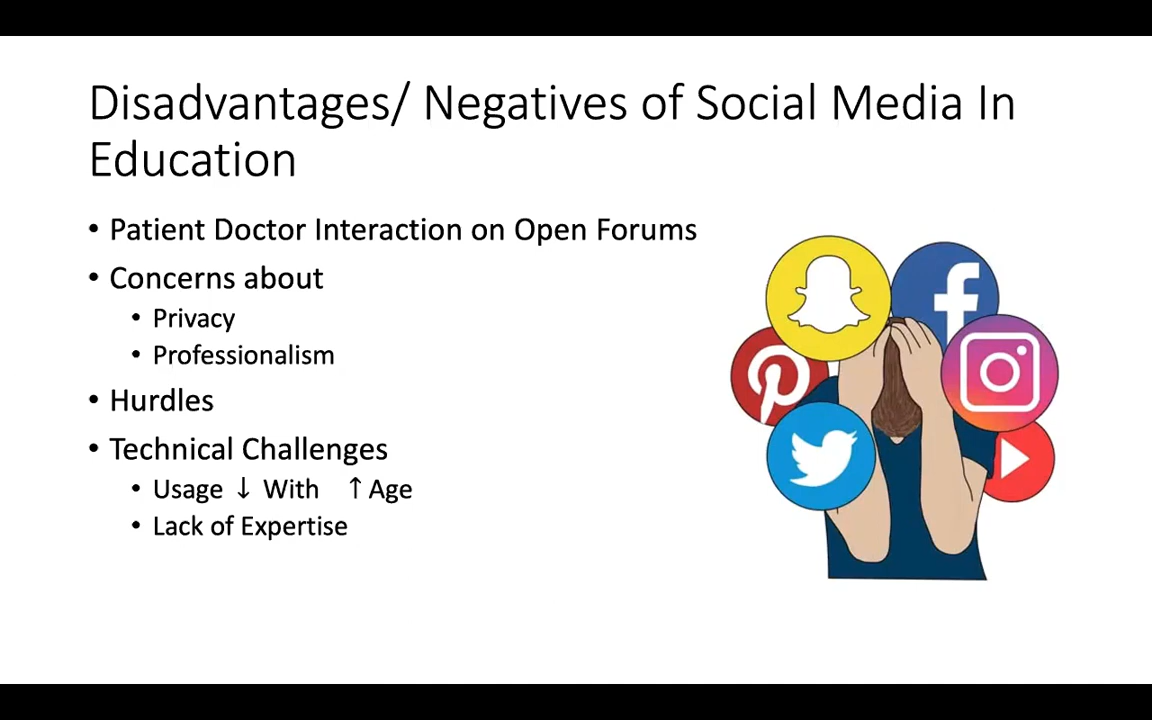 Disadvantages/ Negatives of Social Media In
Education
• Patient Doctor Interaction on Open Forums
• Concerns about
• Privacy
• Professionalism
• Hurdles
• Technical Challenges
• Usage ↓ With ↑ Age
• Lack of Expertise